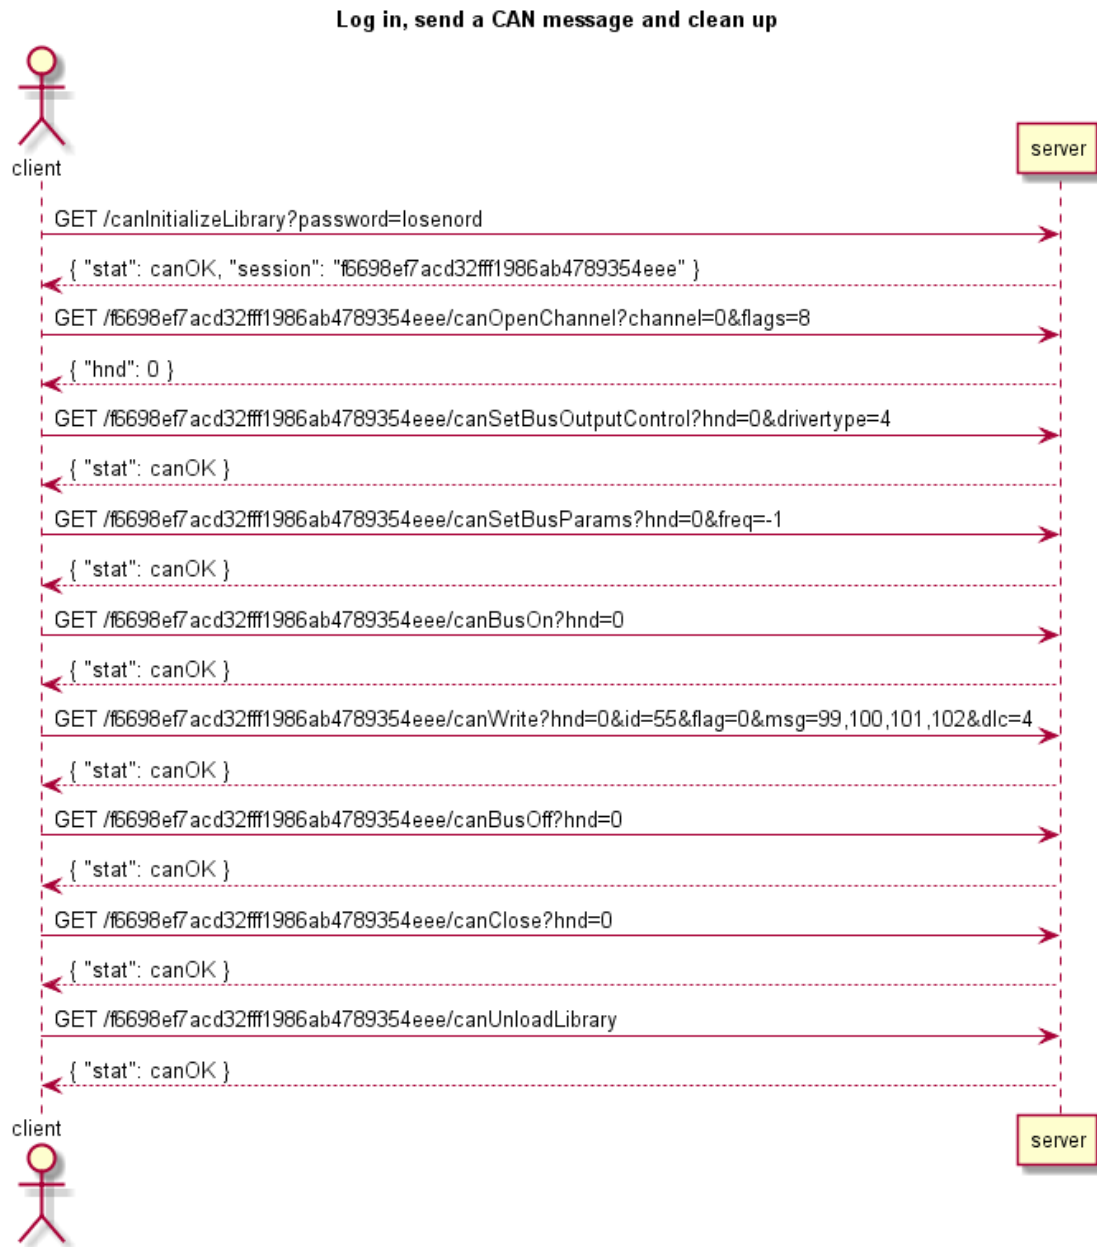 Log in, send a CAN message and clean up
client
server
GET /canInitializeLibrary?password=losenord
{ "stat": canOK, "session": "f6698ef7acd32fff1986ab4789354eee" }
GET /f6698ef7acd32fff1986ab4789354eee/canOpenChannel?channel=0&flags=8
{ "hnd": 0 }
GET /f6698ef7acd32fff1986ab4789354eee/canSetBusOutputControl?hnd=0&drivertype=4
{ "stat": canOK }
GET /f6698ef7acd32fff1986ab4789354eee/canSetBusParams?hnd=0&freq=-1
{ "stat": canOK }
GET /f6698ef7acd32fff1986ab4789354eee/canBusOn?hnd=0
{ "stat": canOK }
GET /f6698ef7acd32fff1986ab4789354eee/canWrite?hnd=0&id=55&flag=0&msg=99,100,101,102&dlc=4
{ "stat": canOK }
GET /f6698ef7acd32fff1986ab4789354eee/canBusOff?hnd=0
{ "stat": canOK }
GET /f6698ef7acd32fff1986ab4789354eee/canClose?hnd=0
{ "stat": canOK }
GET /f6698ef7acd32fff1986ab4789354eee/canUnloadLibrary
{ "stat": canOK }
client
server